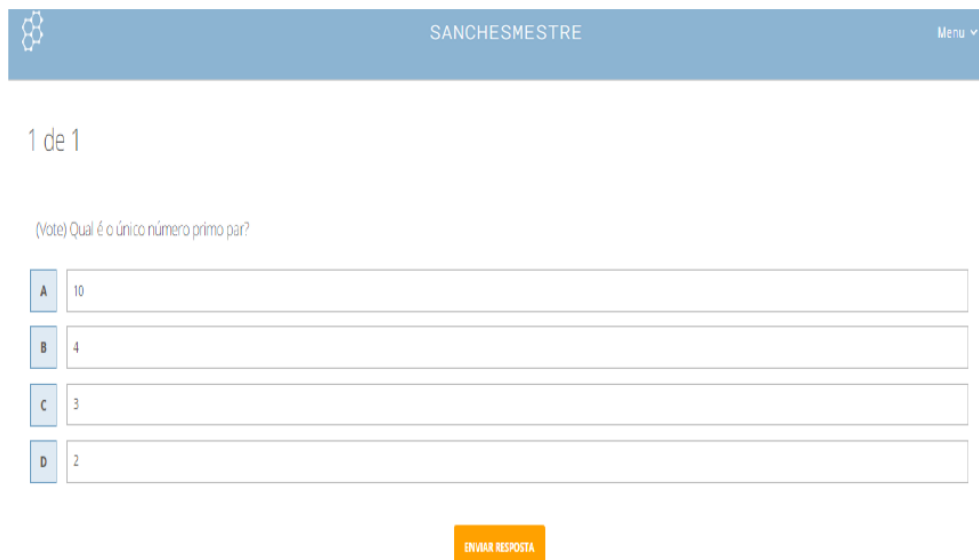 SANCHESMESTRE
Menu
1 de 1
(Vote) Qual é o único número primo par?
A 10
B 4
C 3
D 2
ENVIAR RESPOSTA